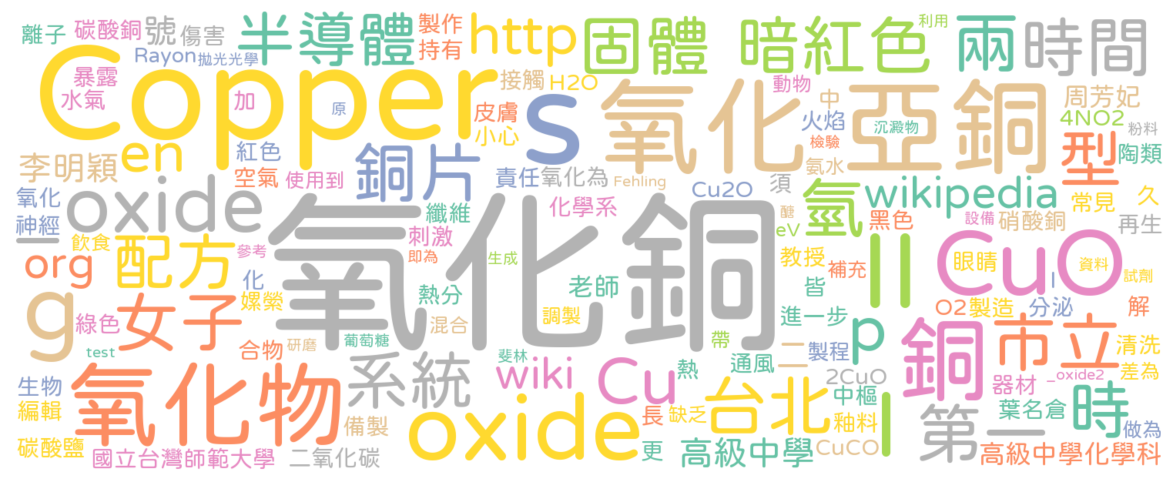 離子 碳酸銅 號 傷害 半導體 製作 持有 http 固體 暗紅色 利用 兩 時間
Rayon 拋光光學 接觸 H2O 動物
Copper 暴露 水氣 加 原 皮膚 小心 s 氧化 亞銅 中 火焰 沉澱物 檢驗 周芳妃 4NO2 粉料
李明穎 en 紅色 空氣 使用到 銅片 責任 氧化為 Fehling Cu2O 須 氨水 型 陶類
氧化 神經 oxide 纖維 刺激 即為 化學系 氧化銅 醣 eV 氫 wikipedia 黑色 設備 硝酸銅 常見 久 再生
一 飲食 配方 參考 化 熱分 生成 老師 教授 補充 皆 II CuO 眼睛 l 資料 試劑
org g 綠色 女子 嫘縈 混合 調製 進一步 p O2 製造 分泌 解
test 合物 研磨 葡萄糖 斐林 帶 通風 二 製程 銅 市立 清洗 差為
生物 編輯 氧化物 系統 wiki Cu 熱 2CuO 器材 _oxide2
碳酸鹽 備製 oxide 長 缺乏 台北 中樞 釉料 I 第一 葉名倉 時 做為
國立台灣師範大學 二氧化碳 更 高級中學 CuCO 高級中學化學科